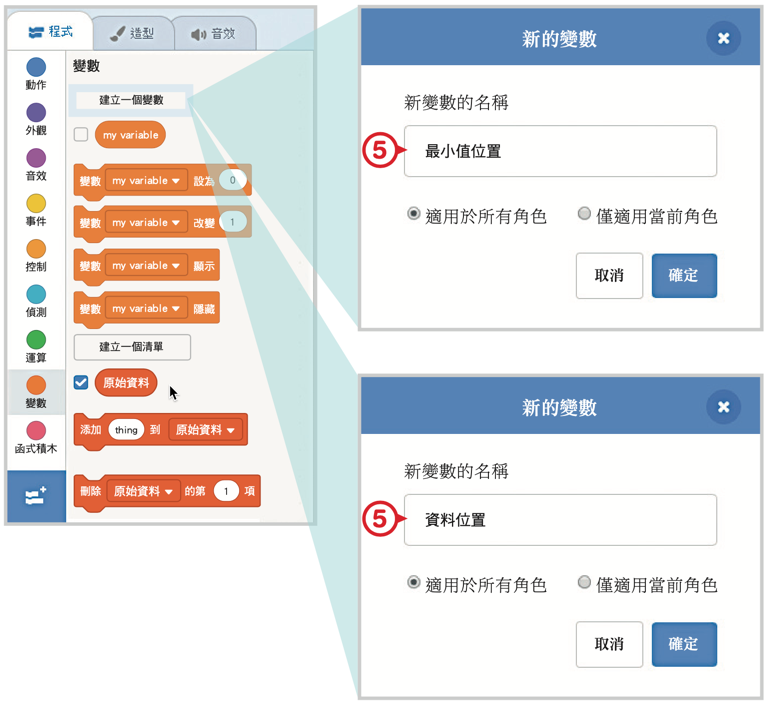 程式
造型
音效
動作
外觀
音效
事件
控制
偵測
運算
變數
函式積木
變數
建立一個變數
my variable
變數 my variable 設為 0
變數 my variable 改變 1
變數 my variable 顯示
變數 my variable 隱藏
建立一個清單
原始資料
添加 thing 到 原始資料
刪除 原始資料 的第 1 項
新的變數
新變數的名稱
5 最小值位置
適用於所有角色 僅適用當前角色
取消 確定
新的變數
新變數的名稱
5 資料位置
適用於所有角色 僅適用當前角色
取消 確定